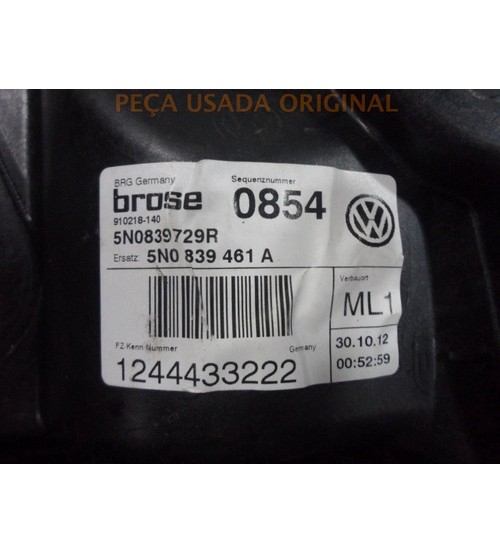 PEÇA USADA ORIGINAL
BRG Germany
Sequenznummer
brose
0854
910218-140
5N0839729R
Ersatz: 5N0 839 461 A
Verbauort
ML1
FZ Kenn Nummer
Germany
30.10.12
1244433222
00:52:59